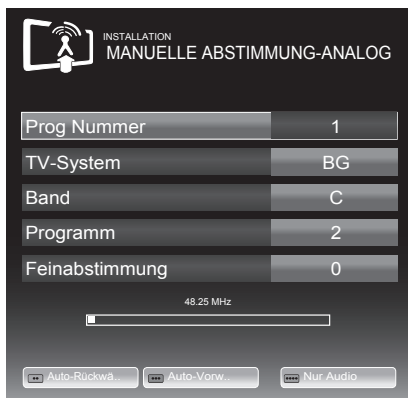 INSTALLATION
MANUELLE ABSTIMMUNG-ANALOG
Prog Nummer 1
TV-System BG
Band C
Programm 2
Feinabstimmung 0
48.25 MHz
Auto-Rückwä.. Auto-Vorw.. Nur Audio